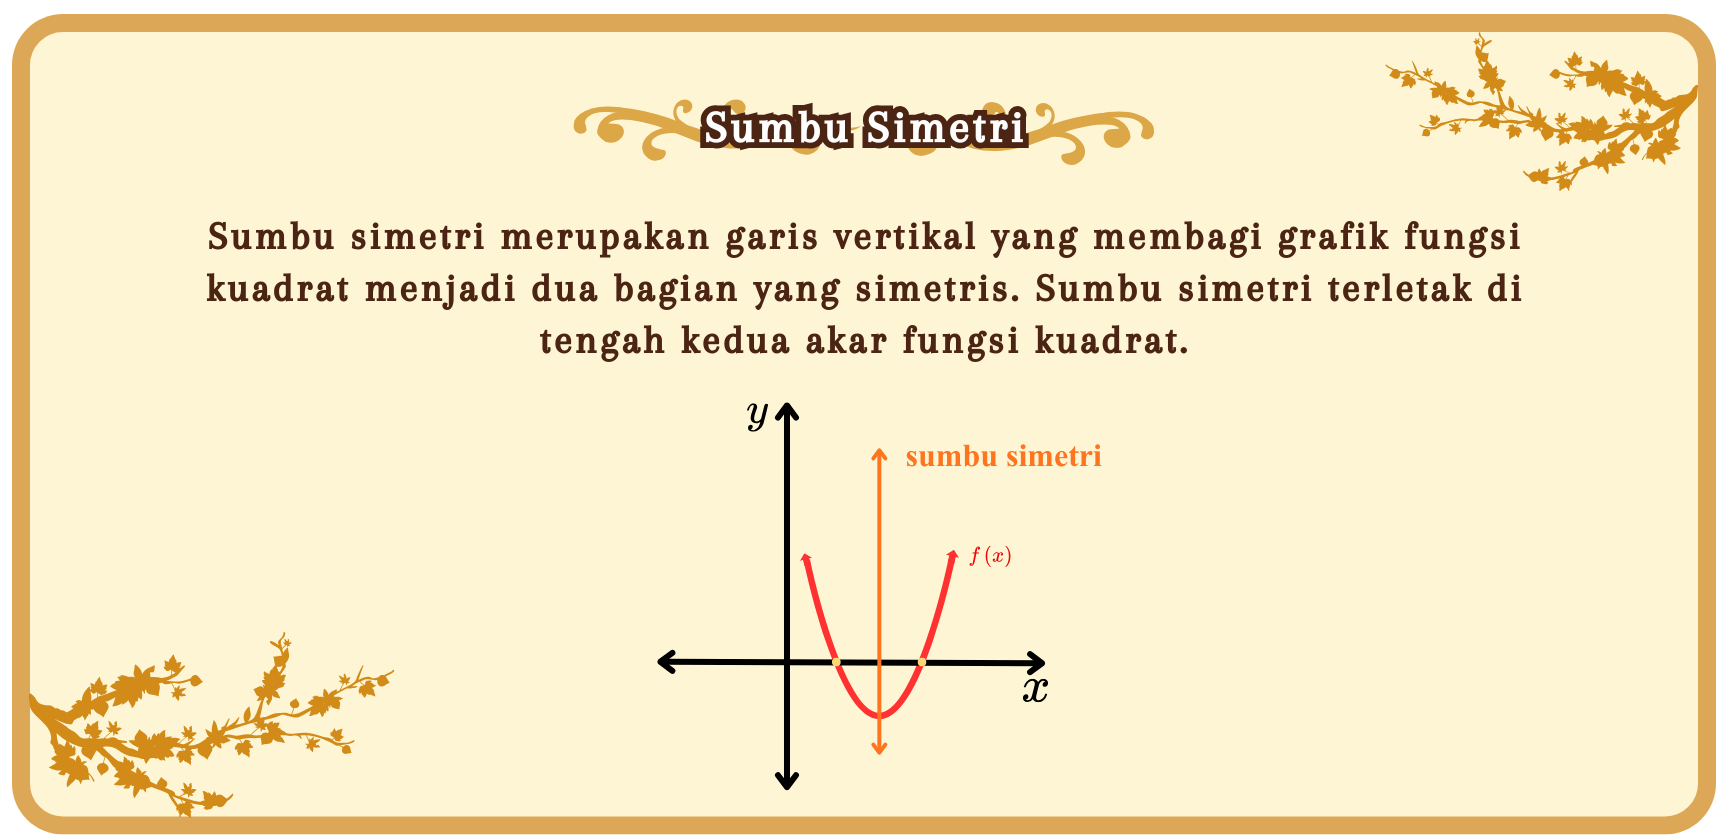 Sumbu Simetri
Sumbu simetri merupakan garis vertikal yang membagi grafik fungsi
kuadrat menjadi dua bagian yang simetris. Sumbu simetri terletak di
tengah kedua akar fungsi kuadrat.
y
sumbu simetri
f(x)
x